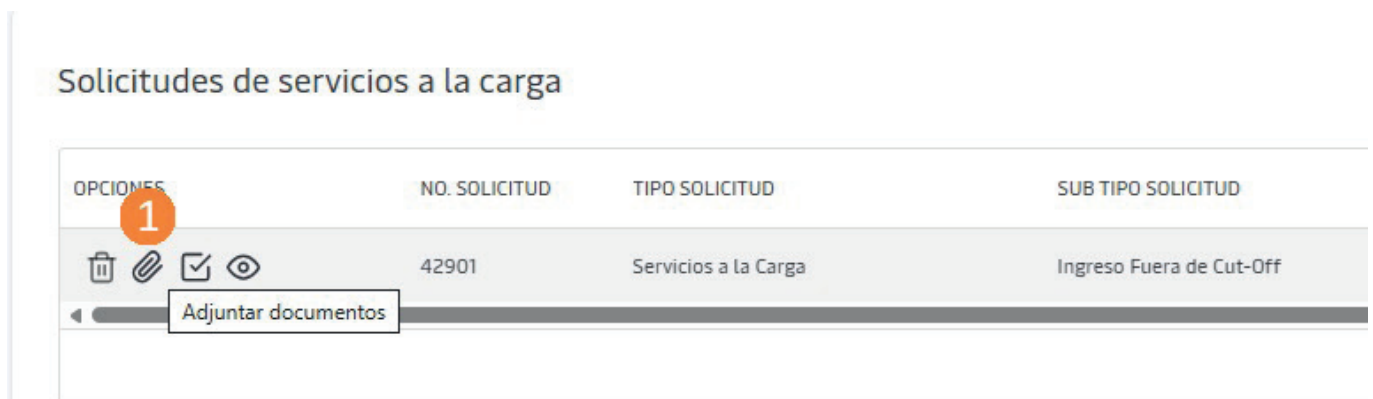 Solicitudes de servicios a la carga
OPCIONES NO. SOLICITUD TIPO SOLICITUD SUB TIPO SOLICITUD
1
42901 Servicios a la Carga Ingreso Fuera de Cut-Off
Adjuntar documentos